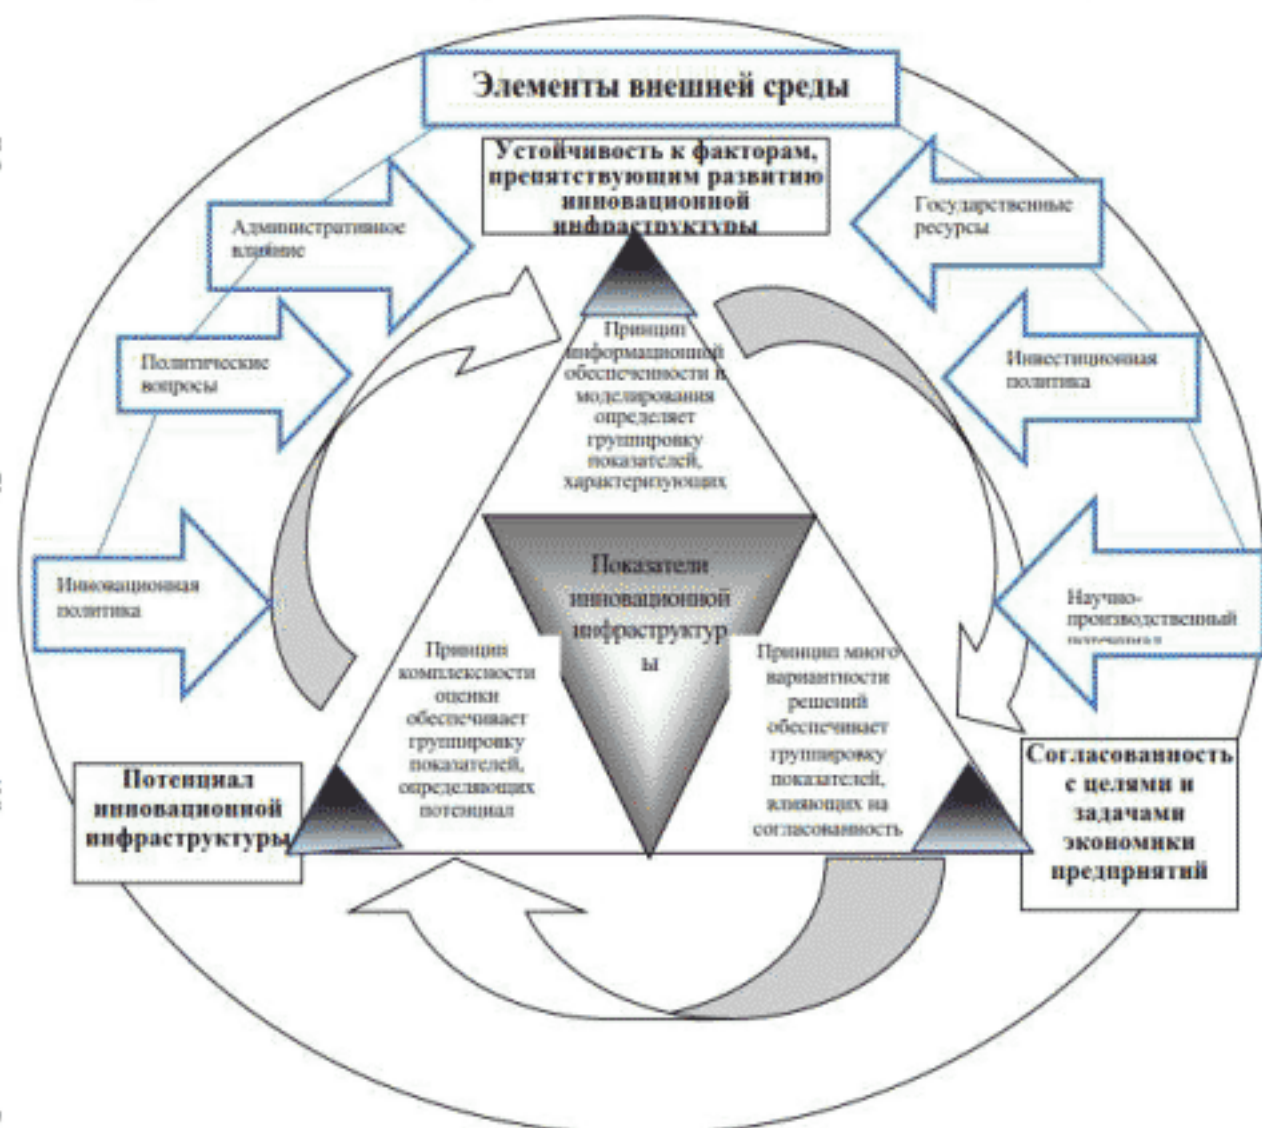 Элементы внешней среды
Устойчивость к факторам,
препятствующим развитию
инновационной
инфраструктуры
Административное
влияние
Государственные
ресурсы
Политические
вопросы
Инвестиционная
политика
Инновационная
политика
Научно-
производственный
потенциал
Принцип
информационной
обеспеченности и
моделирования
определяет
группировку
показателей,
характеризующих
Показатели
инновационной
инфраструктур
ы
Принцип
комплексности
оценки
обеспечивает
группировку
показателей,
определяющих
потенциал
Принцип много
вариантности
решений
обеспечивает
группировку
показателей,
влияющих на
согласованность
Потенциал
инновационной
инфраструктуры
Согласованность
с целями и
задачами
экономики
предприятий